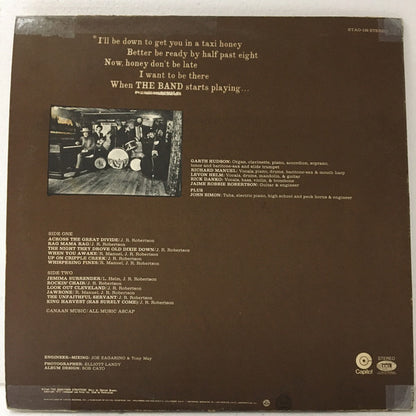 STAO-132 STEREO
"I'll be down to get you in a taxi honey
Better be ready by half past eight
Now, honey don't be late
I want to be there
When THE BAND starts playing...
GARTH HUDSON: Organ, clavinette, piano, accordion, soprano,
tenor and baritone-sax and slide trumpet
RICHARD MANUEL: Vocals, piano, drums, baritone-sax & mouth harp
LEVON HELM: Vocals, drums, mandolin, & guitar
RICK DANKO: Vocals, bass, violin, & trombone
JAIME ROBBIE ROBERTSON: Guitar & engineer
PLUS
JOHN SIMON: Tuba, electric piano, high school and peck horns & engineer
SIDE ONE
ACROSS THE GREAT DIVIDE/J. R. Robertson
RAG MAMA RAG/J. R. Robertson
THE NIGHT THEY DROVE OLD DIXIE DOWN/J. R. Robertson
WHEN YOU AWAKE/R. Manuel, J. R. Robertson
UP ON CRIPPLE CREEK/J. R. Robertson
WHISPERING PINES/R. Manuel, J. R. Robertson
SIDE TWO
JEMIMA SURRENDER/L. Helm, J. R. Robertson
ROCKIN' CHAIR/J. R. Robertson
LOOK OUT CLEVELAND/J. R. Robertson
JAWBONE/R. Manuel, J. R. Robertson
THE UNFAITHFUL SERVANT/J. R. Robertson
KING HARVEST (HAS SURELY COME)/J. R. Robertson
CANAAN MUSIC/ALL MUSIC ASCAP
ENGINEER-MIXING: JOE ZAGARINO & Tony May
PHOTOGRAPHER: ELLIOTT LANDY
ALBUM DESIGN: BOB CATO
Capitol
STEREO